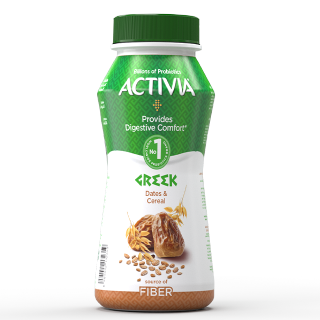 Billions of Probiotics
ACTIVIA
Provides
Digestive Comfort*
No
1
GREEK
Dates &
Cereal
source of
FIBER